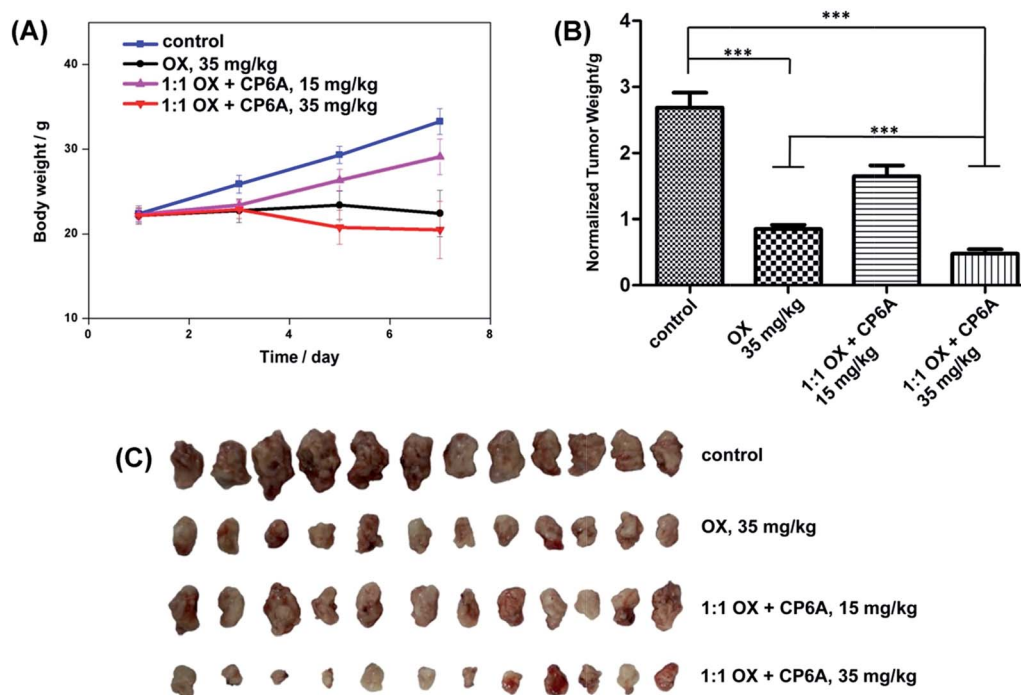 (A)
control
OX, 35 mg/kg
1:1 OX + CP6A, 15 mg/kg
1:1 OX + CP6A, 35 mg/kg
Body weight / g
40
30
20
10
0
2
4
6
8
Time / day
(B)
***
***
***
Normalized Tumor Weight/g
4
3
2
1
0
control
OX
35 mg/kg
1:1 OX + CP6A
15 mg/kg
1:1 OX + CP6A
35 mg/kg
(C)
control
OX, 35 mg/kg
1:1 OX + CP6A, 15 mg/kg
1:1 OX + CP6A, 35 mg/kg